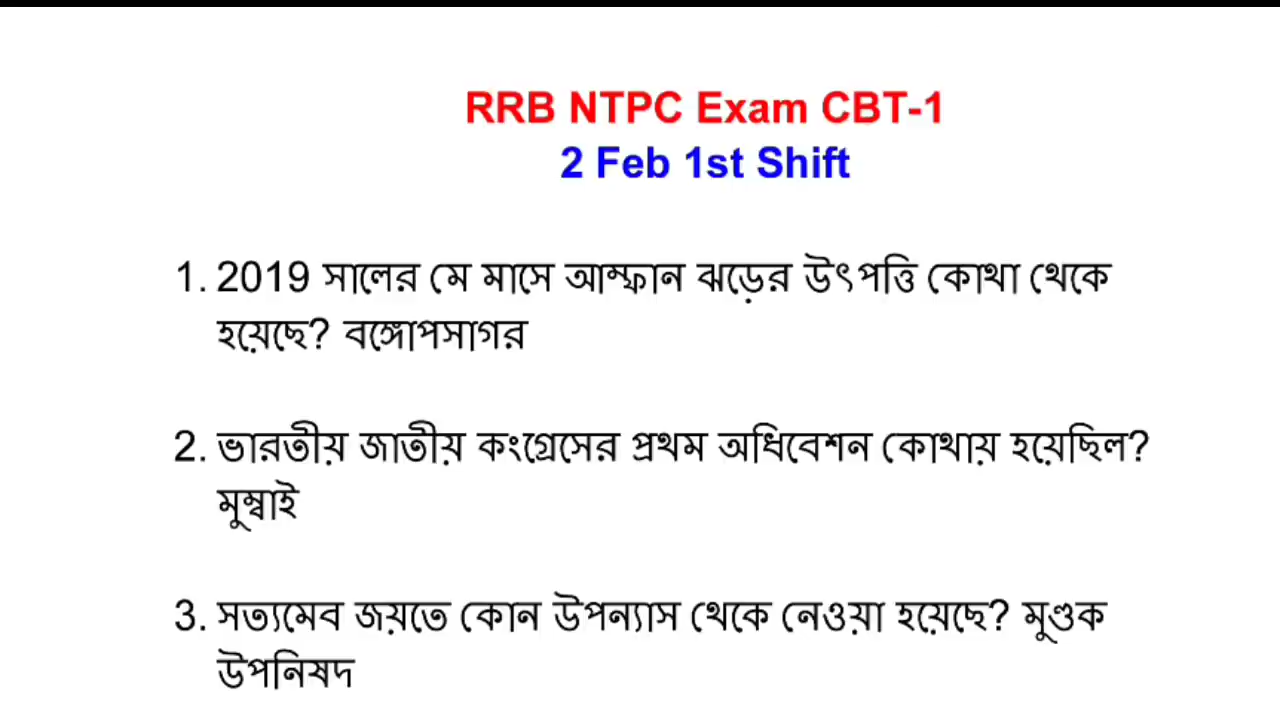 RRB NTPC Exam CBT-1
2 Feb 1st Shift
1. 2019 সালের মে মাসে আম্ফান ঝড়ের উৎপত্তি কোথা থেকে
হয়েছে? বঙ্গোপসাগর
2. ভারতীয় জাতীয় কংগ্রেসের প্রথম অধিবেশন কোথায় হয়েছিল?
মুম্বাই
3. সত্যমেব জয়তে কোন উপন্যাস থেকে নেওয়া হয়েছে? মুণ্ডক
উপনিষদ